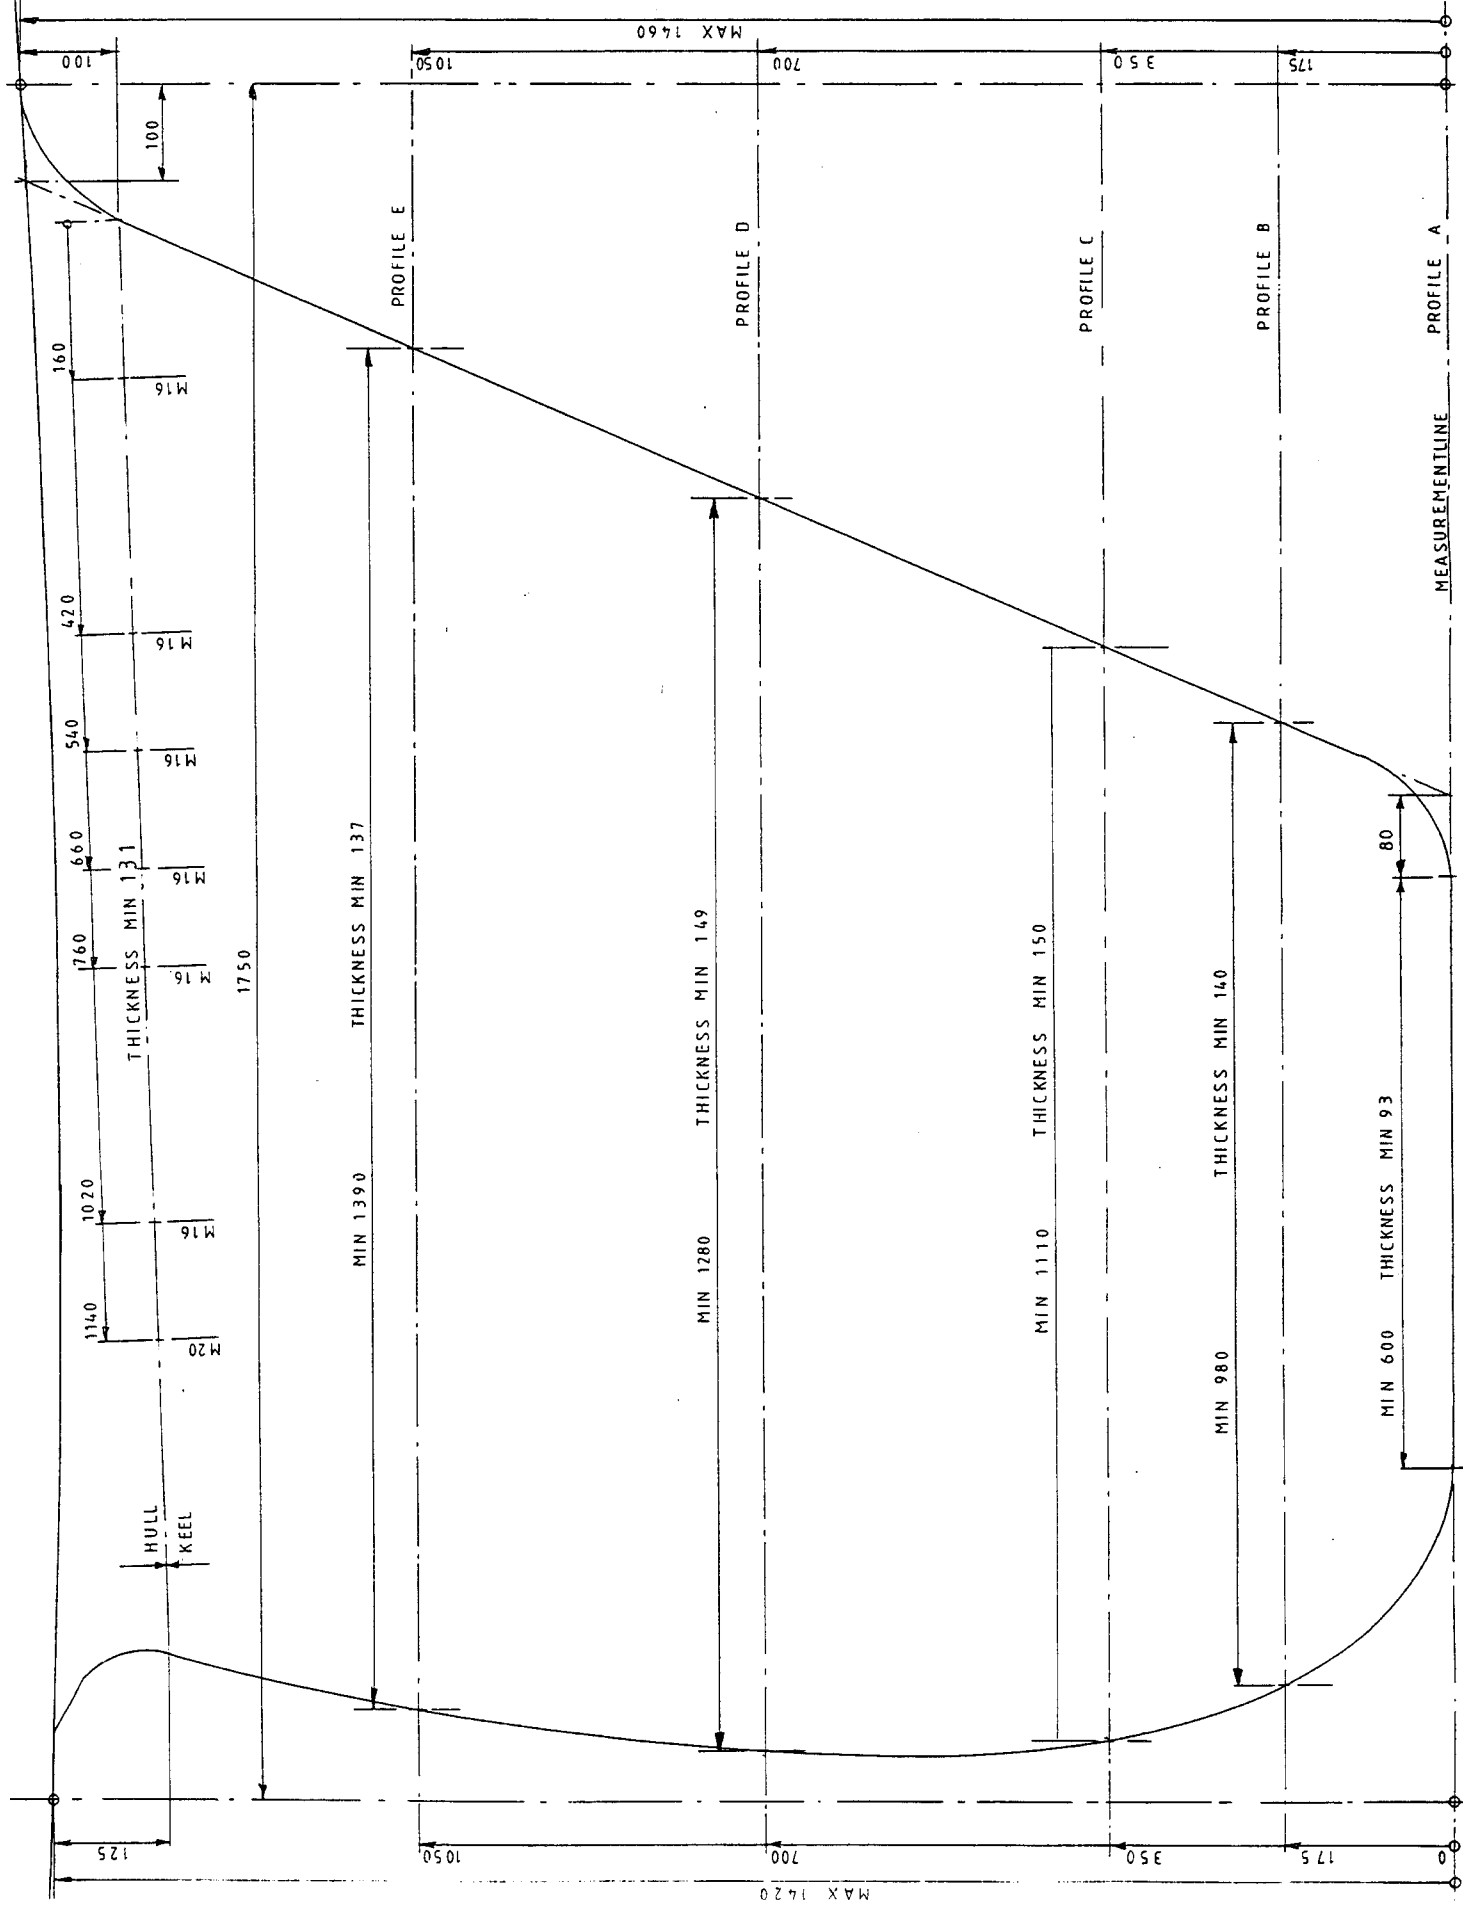 MAX 1460
100
1050
700
350
175
100
160
M16
420
M16
540
M16
660
M16
760
M16
1020
M16
1140
M20
THICKNESS MIN 131
1750
HULL
KEEL
PROFILE E
MIN 1390 THICKNESS MIN 137
PROFILE D
MIN 1280 THICKNESS MIN 149
PROFILE C
MIN 1110 THICKNESS MIN 150
PROFILE B
MIN 980 THICKNESS MIN 140
MEASUREMENTLINE PROFILE A
80
MIN 600 THICKNESS MIN 93
125
1050
700
350
175
0
MAX 1420